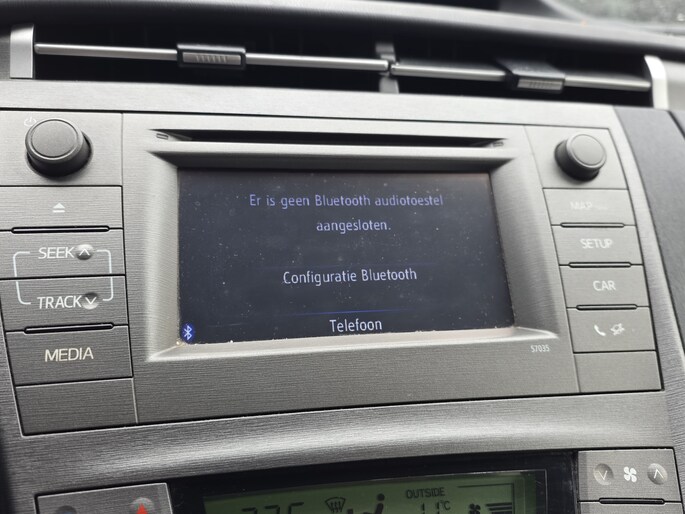 Er is geen Bluetooth audiotoestel
aangesloten.
Configuratie Bluetooth
Telefoon
SEEK
TRACK
MEDIA
MAP
SETUP
CAR
57035
OUTSIDE